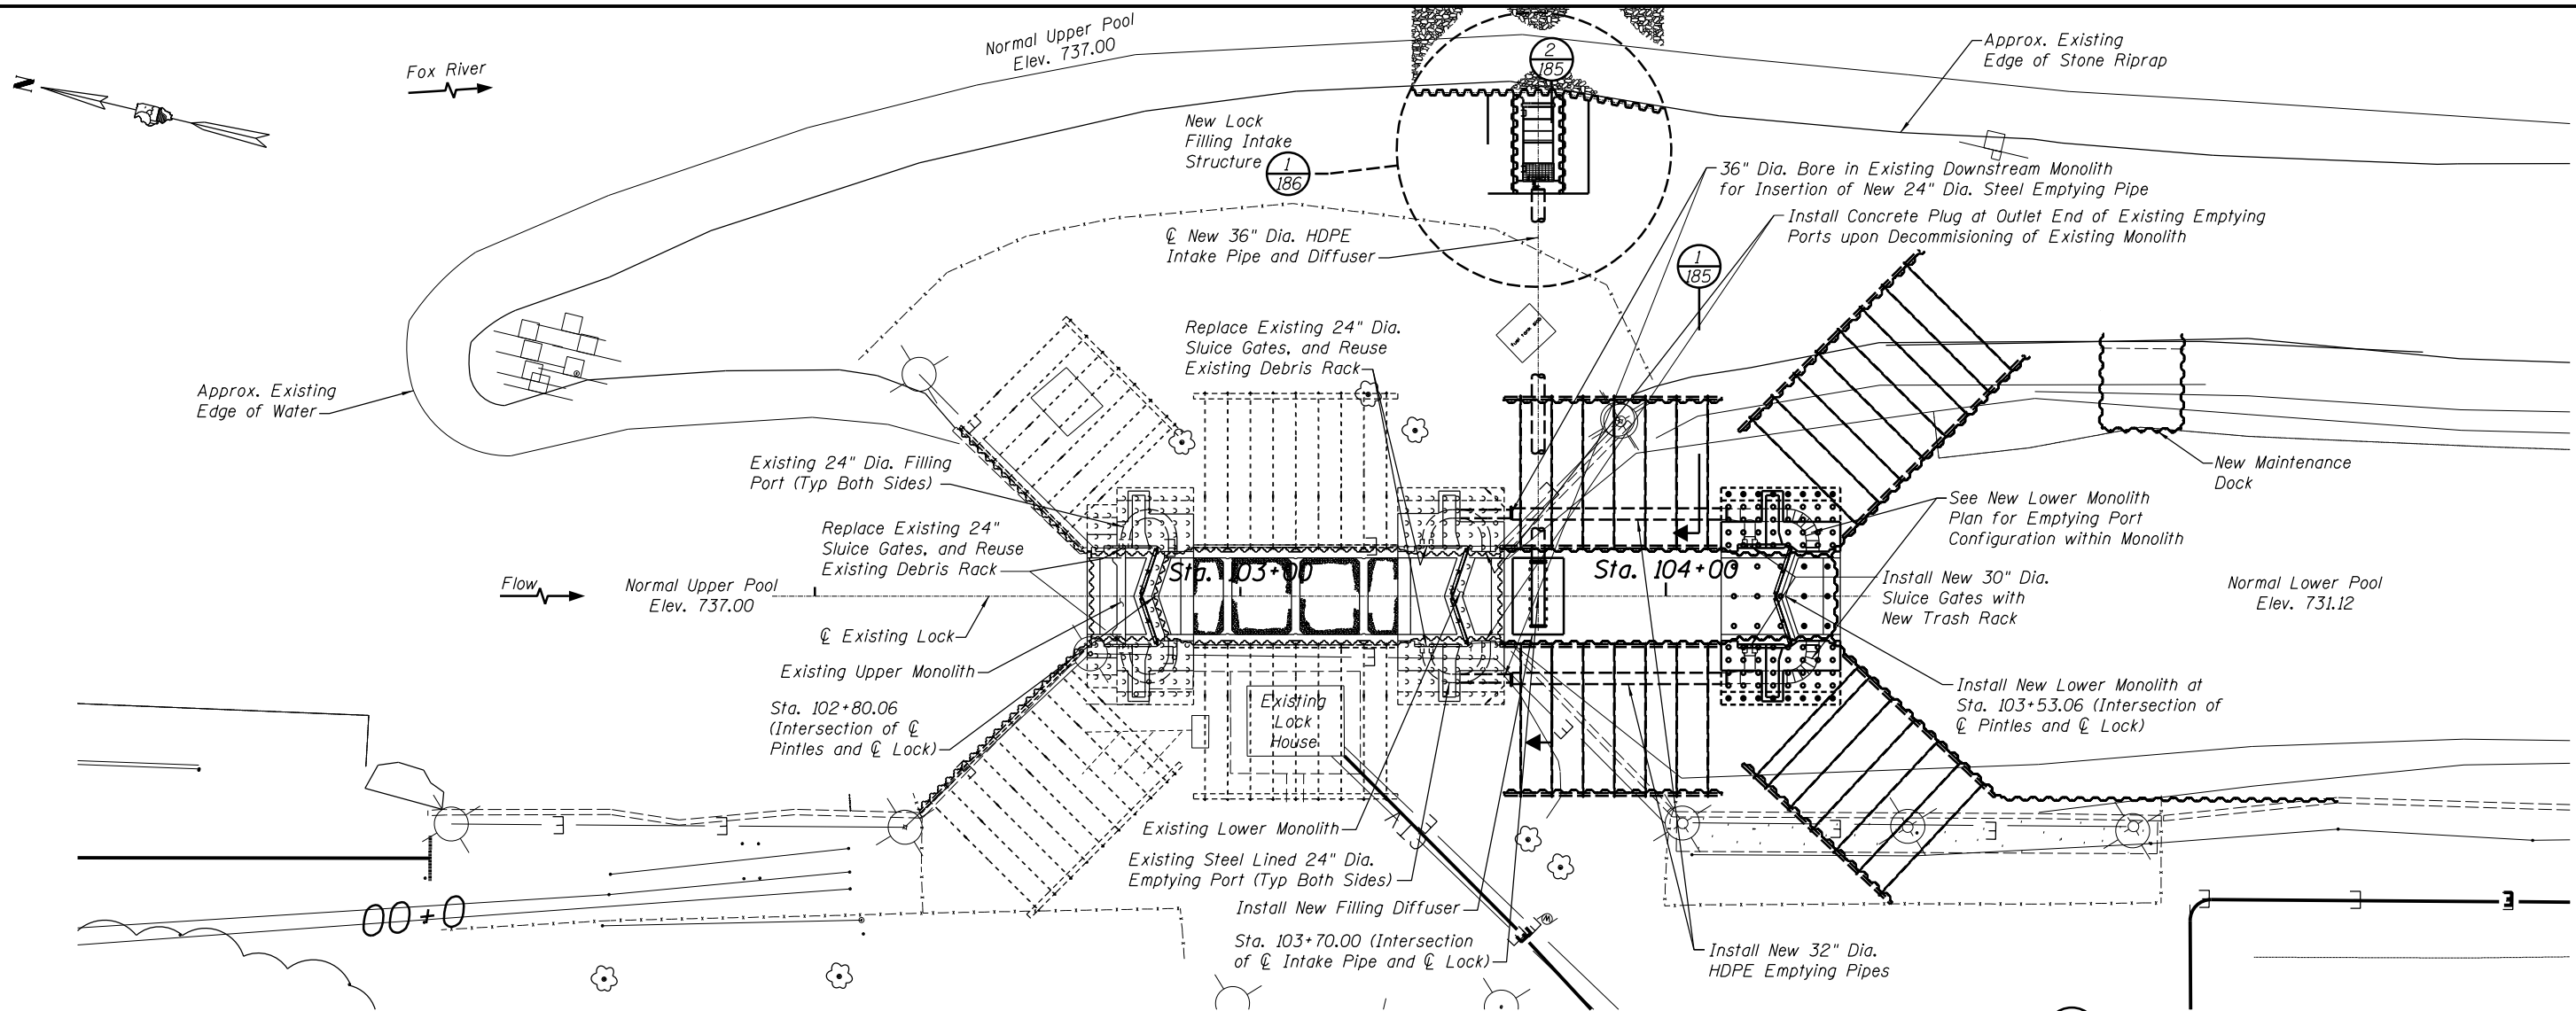 Normal Upper Pool
Elev. 737.00
Fox River
N
2
185
Approx. Existing
Edge of Stone Riprap
New Lock
Filling Intake
Structure
1
186
36" Dia. Bore in Existing Downstream Monolith
for Insertion of New 24" Dia. Steel Emptying Pipe
Install Concrete Plug at Outlet End of Existing Emptying
Ports upon Decommisioning of Existing Monolith
℄ New 36" Dia. HDPE
Intake Pipe and Diffuser
1
185
Replace Existing 24" Dia.
Sluice Gates, and Reuse
Existing Debris Rack
Approx. Existing
Edge of Water
Existing 24" Dia. Filling
Port (Typ Both Sides)
New Maintenance
Dock
See New Lower Monolith
Plan for Emptying Port
Configuration within Monolith
Replace Existing 24"
Sluice Gates, and Reuse
Existing Debris Rack
Sta. 103+00
Sta. 104+00
Flow
Normal Upper Pool
Elev. 737.00
Install New 30" Dia.
Sluice Gates with
New Trash Rack
Normal Lower Pool
Elev. 731.12
℄ Existing Lock
Existing Upper Monolith
Sta. 102+80.06
(Intersection of ℄
Pintles and ℄ Lock)
Existing
Lock
House
Install New Lower Monolith at
Sta. 103+53.06 (Intersection of
℄ Pintles and ℄ Lock)
Existing Lower Monolith
Existing Steel Lined 24" Dia.
Emptying Port (Typ Both Sides)
Install New Filling Diffuser
Sta. 103+70.00 (Intersection
of ℄ Intake Pipe and ℄ Lock)
Install New 32" Dia.
HDPE Emptying Pipes
00+0
E